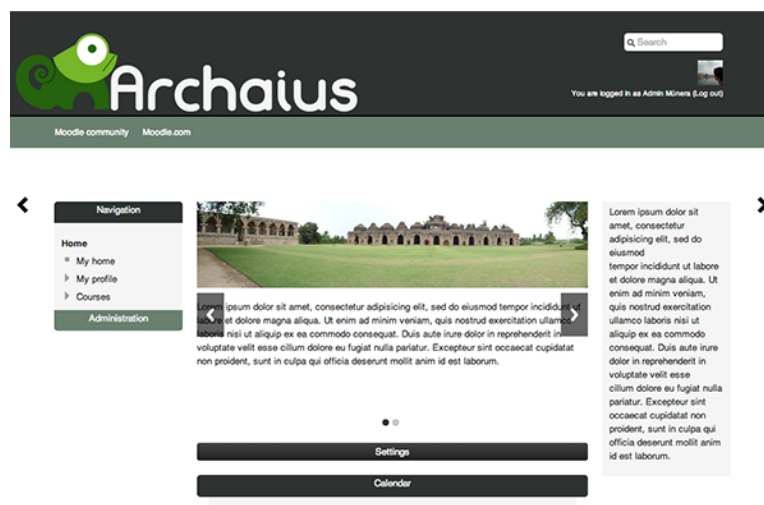 Archaius
Search
You are logged in as Admin Múnera (Log out)
Moodle community Moodle.com
Navigation
Home
My home
My profile
Courses
Administration
Lorem ipsum dolor sit amet, consectetur adipisicing elit, sed do eiusmod tempor incididunt ut
labore et dolore magna aliqua. Ut enim ad minim veniam, quis nostrud exercitation ullamco
laboris nisi ut aliquip ex ea commodo consequat. Duis aute irure dolor in reprehenderit in
voluptate velit esse cillum dolore eu fugiat nulla pariatur. Excepteur sint occaecat cupidatat
non proident, sunt in culpa qui officia deserunt mollit anim id est laborum.
Settings
Calendar
Lorem ipsum dolor sit
amet, consectetur
adipisicing elit, sed do
eiusmod
tempor incididunt ut labore
et dolore magna aliqua. Ut
enim ad minim veniam,
quis nostrud exercitation
ullamco laboris nisi ut
aliquip ex ea commodo
consequat. Duis aute irure
dolor in reprehenderit in
voluptate velit esse
cillum dolore eu fugiat nulla
pariatur. Excepteur sint
occaecat cupidatat non
proident, sunt in culpa qui
officia deserunt mollit anim
id est laborum.